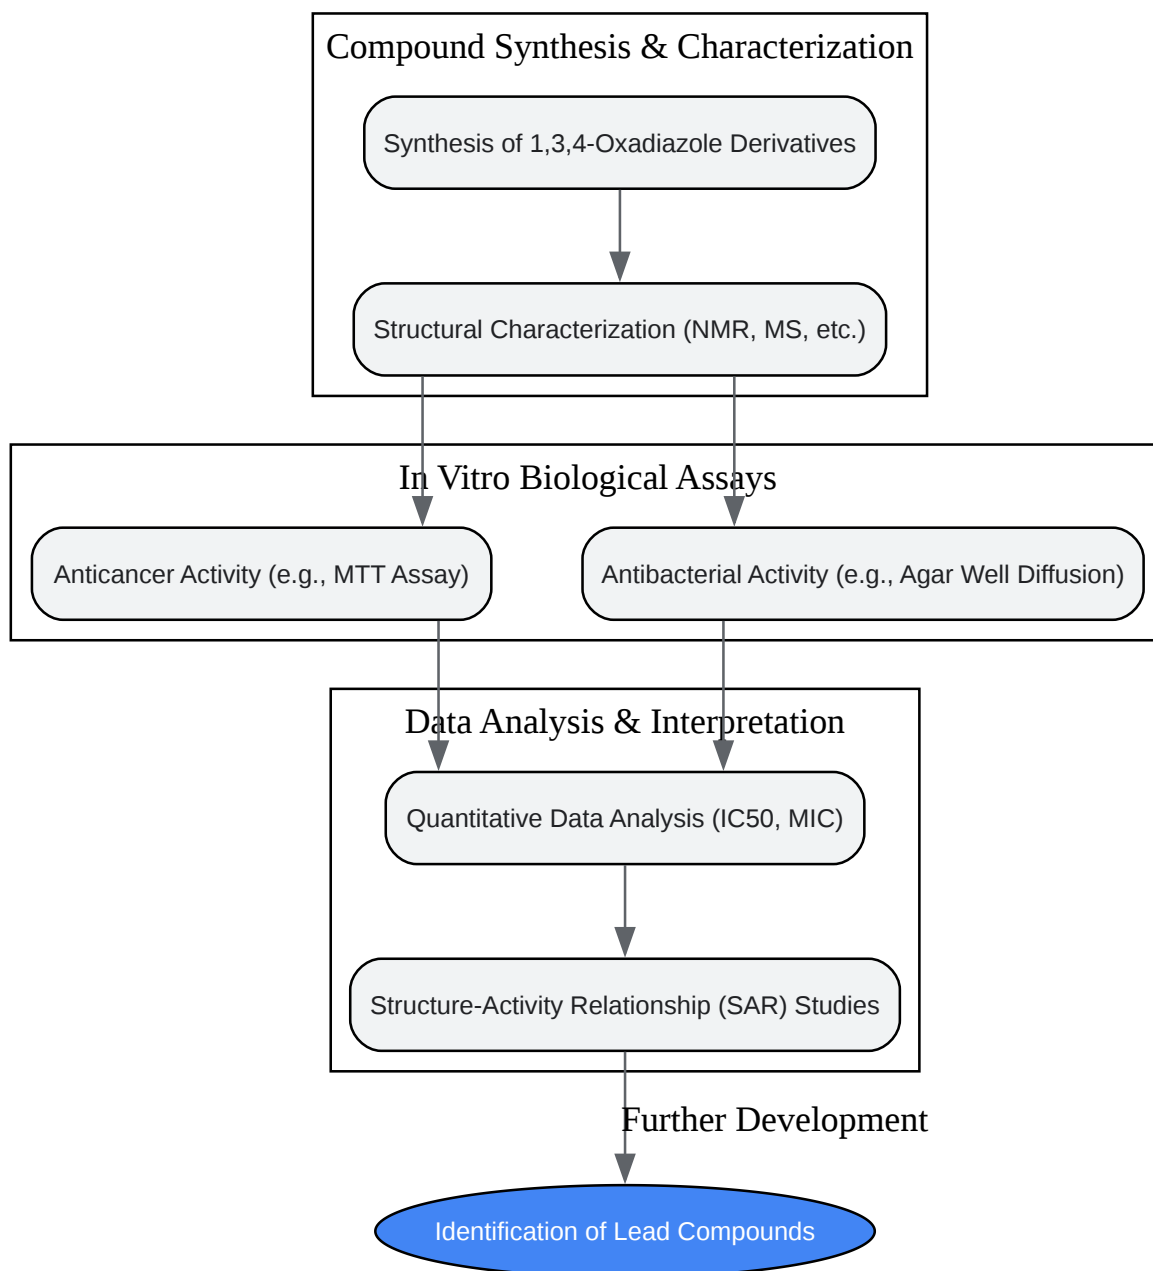 Compound Synthesis & Characterization
Synthesis of 1,3,4-Oxadiazole Derivatives
Structural Characterization (NMR, MS, etc.)
In Vitro Biological Assays
Anticancer Activity (e.g., MTT Assay)
Antibacterial Activity (e.g., Agar Well Diffusion)
Data Analysis & Interpretation
Quantitative Data Analysis (IC50, MIC)
Structure-Activity Relationship (SAR) Studies
Further Development
Identification of Lead Compounds